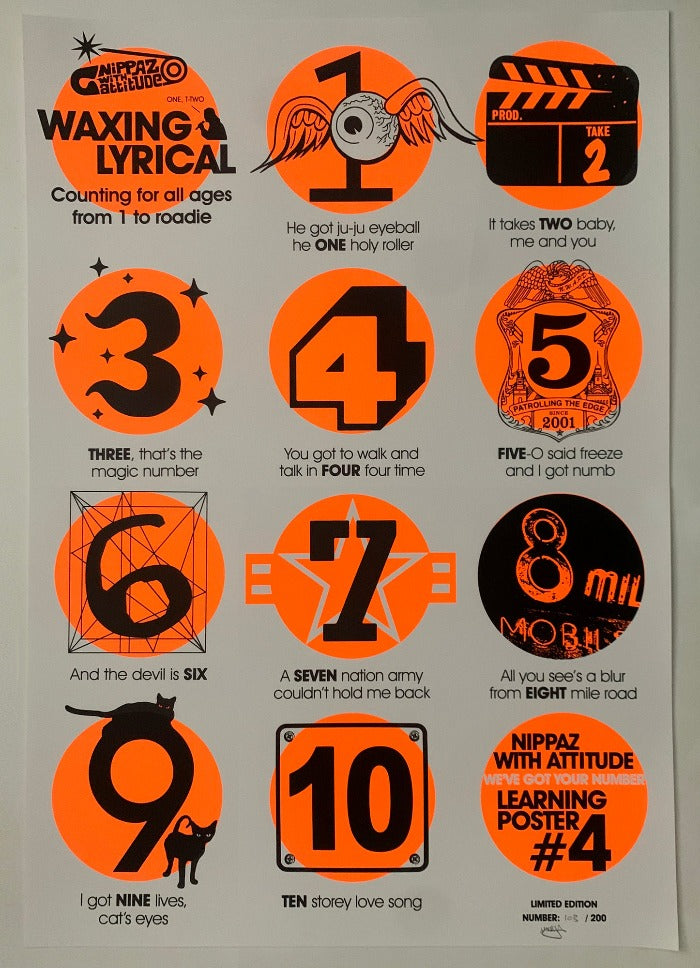 NIPPAZ
WITH
attitude
ONE, T-TWO
WAXING
LYRICAL
Counting for all ages
from 1 to roadie
1
He got ju-ju eyeball
he ONE holy roller
PROD.
TAKE
2
It takes TWO baby,
me and you
3
THREE, that's the
magic number
4
You got to walk and
talk in FOUR four time
N.W.A.P.D
5
PATROLLING THE EDGE
SINCE
2001
FIVE-O said freeze
and I got numb
6
And the devil is SIX
7
A SEVEN nation army
couldn't hold me back
8 MIL
MOBIL
All you see's a blur
from EIGHT mile road
9
I got NINE lives,
cat's eyes
10
TEN storey love song
NIPPAZ
WITH ATTITUDE
WE'VE GOT YOUR NUMBER
LEARNING
POSTER
#4
LIMITED EDITION
NUMBER: 103 / 200